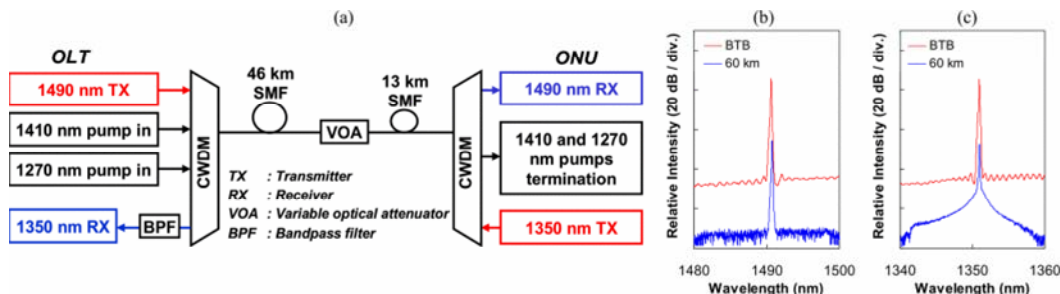 (a)
OLT
ONU
1490 nm TX
1410 nm pump in
1270 nm pump in
1350 nm RX
BPF
CWDM
46 km
SMF
VOA
13 km
SMF
TX : Transmitter
RX : Receiver
VOA : Variable optical attenuator
BPF : Bandpass filter
CWDM
1490 nm RX
1410 and 1270
nm pumps
termination
1350 nm TX
(b)
Relative Intensity (20 dB / div.)
BTB
60 km
1480 1490 1500
Wavelength (nm)
(c)
Relative Intensity (20 dB / div.)
BTB
60 km
1340 1350 1360
Wavelength (nm)